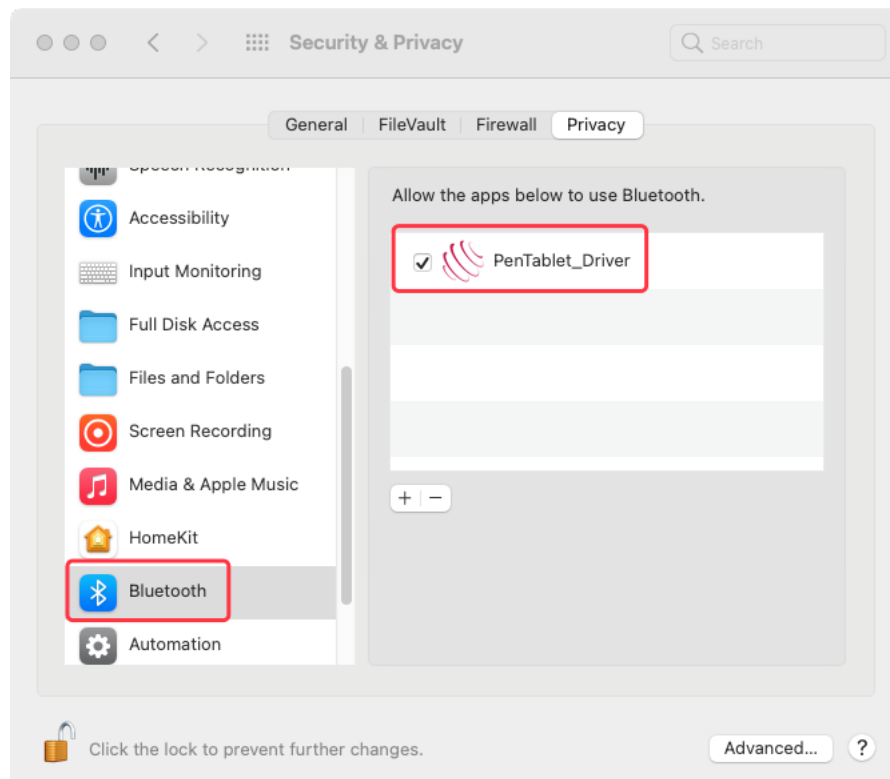 Security & Privacy
Search
General
FileVault
Firewall
Privacy
Speech Recognition
Accessibility
Input Monitoring
Full Disk Access
Files and Folders
Screen Recording
Media & Apple Music
HomeKit
Bluetooth
Automation
Allow the apps below to use Bluetooth.
PenTablet_Driver
+
−
Click the lock to prevent further changes.
Advanced...
?